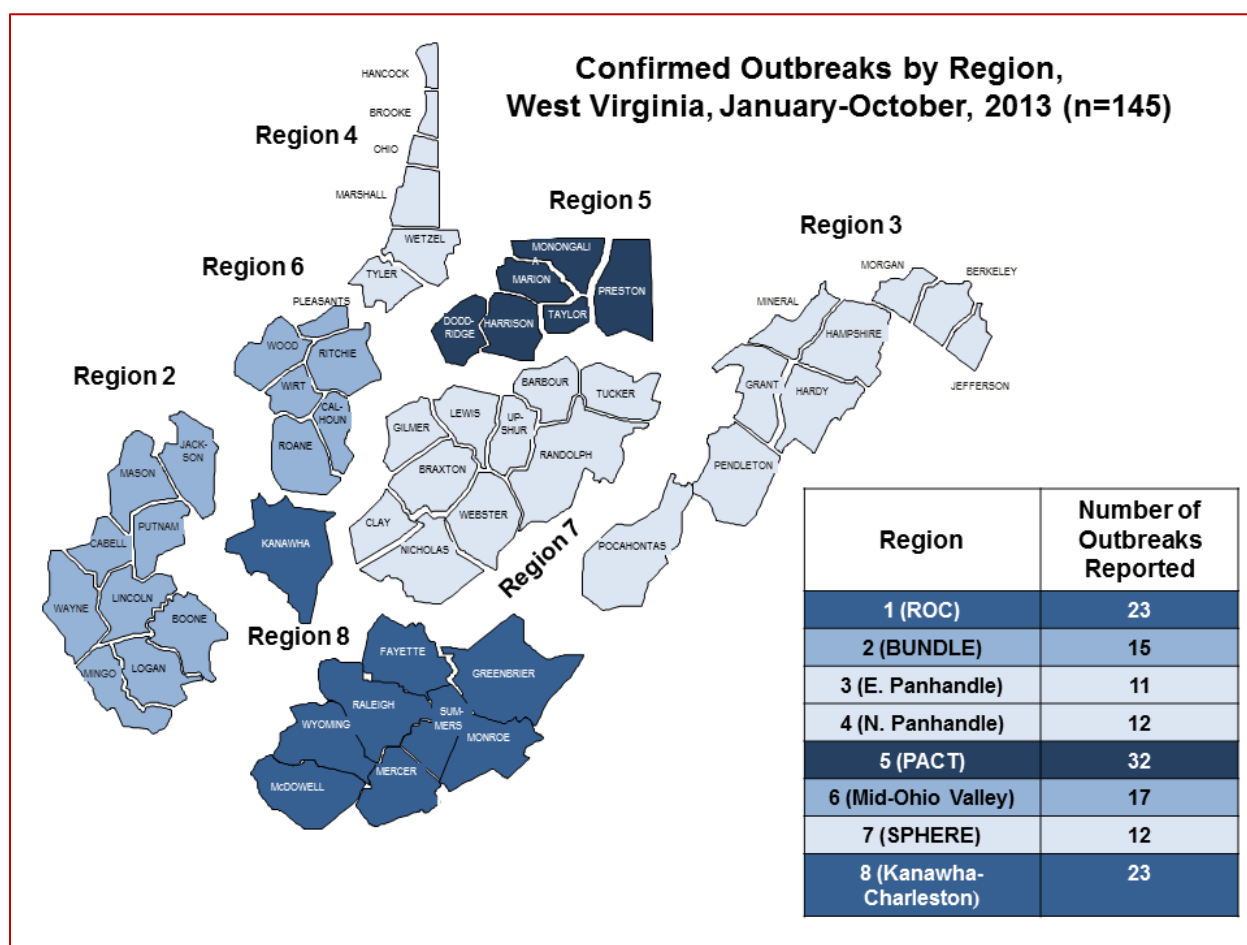 Confirmed Outbreaks by Region,
West Virginia, January-October, 2013 (n=145)
HANCOCK
BROOKE
Region 4
OHIO
MARSHALL
WETZEL
TYLER
Region 5
MONONGALI
A
MARION
PRESTON
TAYLOR
DODD-
RIDGE
HARRISON
Region 3
MORGAN
BERKELEY
MINERAL
HAMPSHIRE
JEFFERSON
GRANT
HARDY
PENDLETON
POCAHONTAS
Region 6
PLEASANTS
WOOD
RITCHIE
WIRT
CAL-
HOUN
ROANE
Region 2
JACK-
SON
MASON
PUTNAM
CABELL
WAYNE
LINCOLN
BOONE
LOGAN
MINGO
KANAWHA
BARBOUR
TUCKER
LEWIS
UP-
SHUR
GILMER
RANDOLPH
BRAXTON
WEBSTER
CLAY
NICHOLAS
Region 7
Region 8
FAYETTE
GREENBRIER
RALEIGH
SUM-
MERS
WYOMING
MONROE
MERCER
McDOWELL
Region
Number of
Outbreaks
Reported
1 (ROC) 23
2 (BUNDLE) 15
3 (E. Panhandle) 11
4 (N. Panhandle) 12
5 (PACT) 32
6 (Mid-Ohio Valley) 17
7 (SPHERE) 12
8 (Kanawha- 23
Charleston)